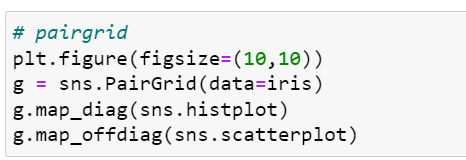 # pairgrid
plt.figure(figsize=(10,10))
g = sns.PairGrid(data=iris)
g.map_diag(sns.histplot)
g.map_offdiag(sns.scatterplot)